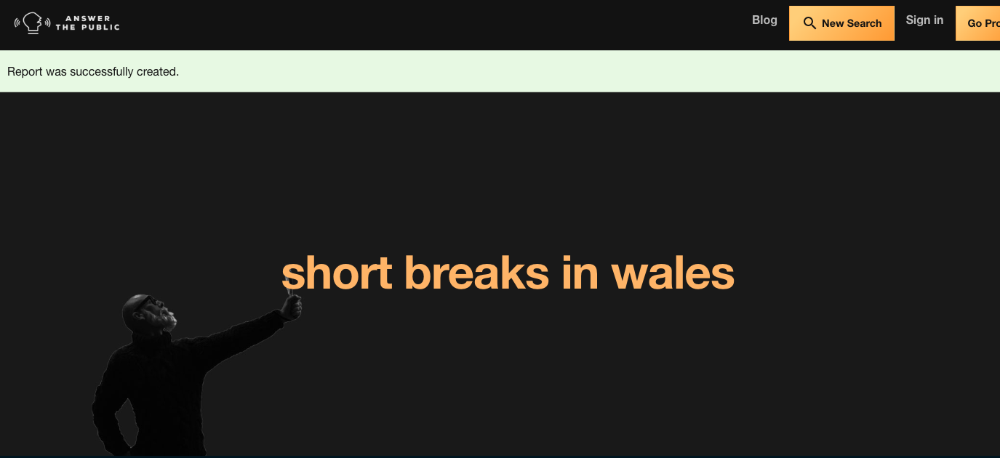 ANSWER
THE PUBLIC
Blog
New Search
Sign in
Go Pro
Report was successfully created.
short breaks in wales